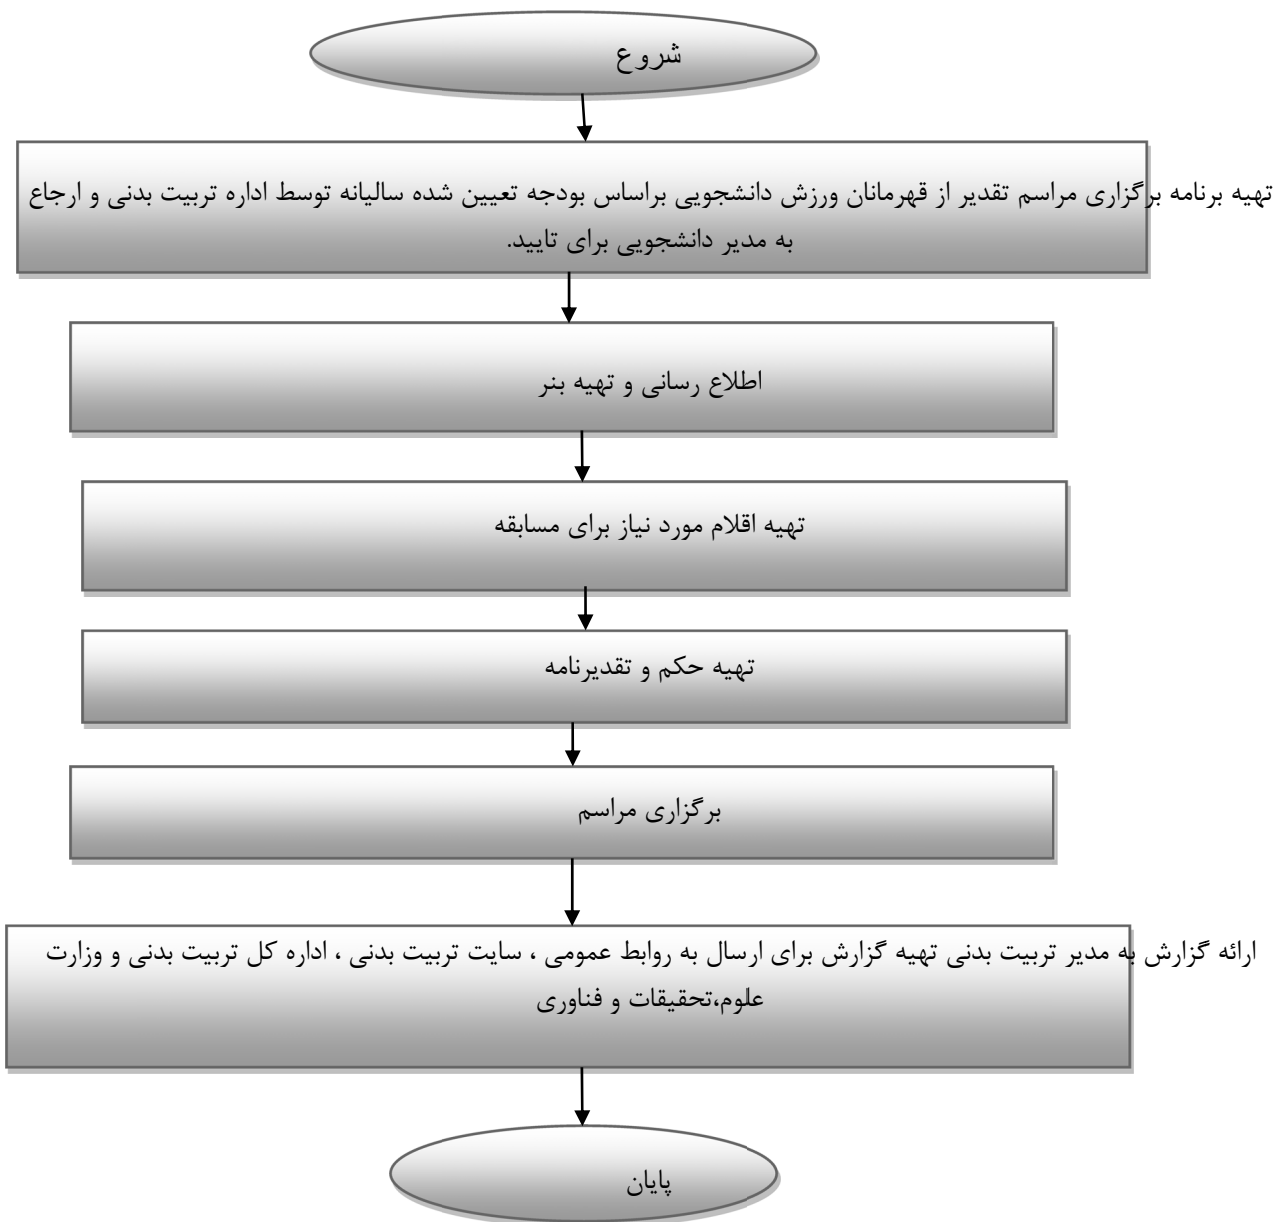 شروع
تهیه برنامه برگزاری مراسم تقدیر از قهرمانان ورزش دانشجویی براساس بودجه تعیین شده سالیانه توسط اداره تربیت بدنی و ارجاع
به مدیر دانشجویی برای تایید.
اطلاع رسانی و تهیه بنر
تهیه اقلام مورد نیاز برای مسابقه
تهیه حکم و تقدیرنامه
برگزاری مراسم
ارائه گزارش به مدیر تربیت بدنی تهیه گزارش برای ارسال به روابط عمومی ، سایت تربیت بدنی ، اداره کل تربیت بدنی و وزارت
علوم،تحقیقات و فناوری
پایان